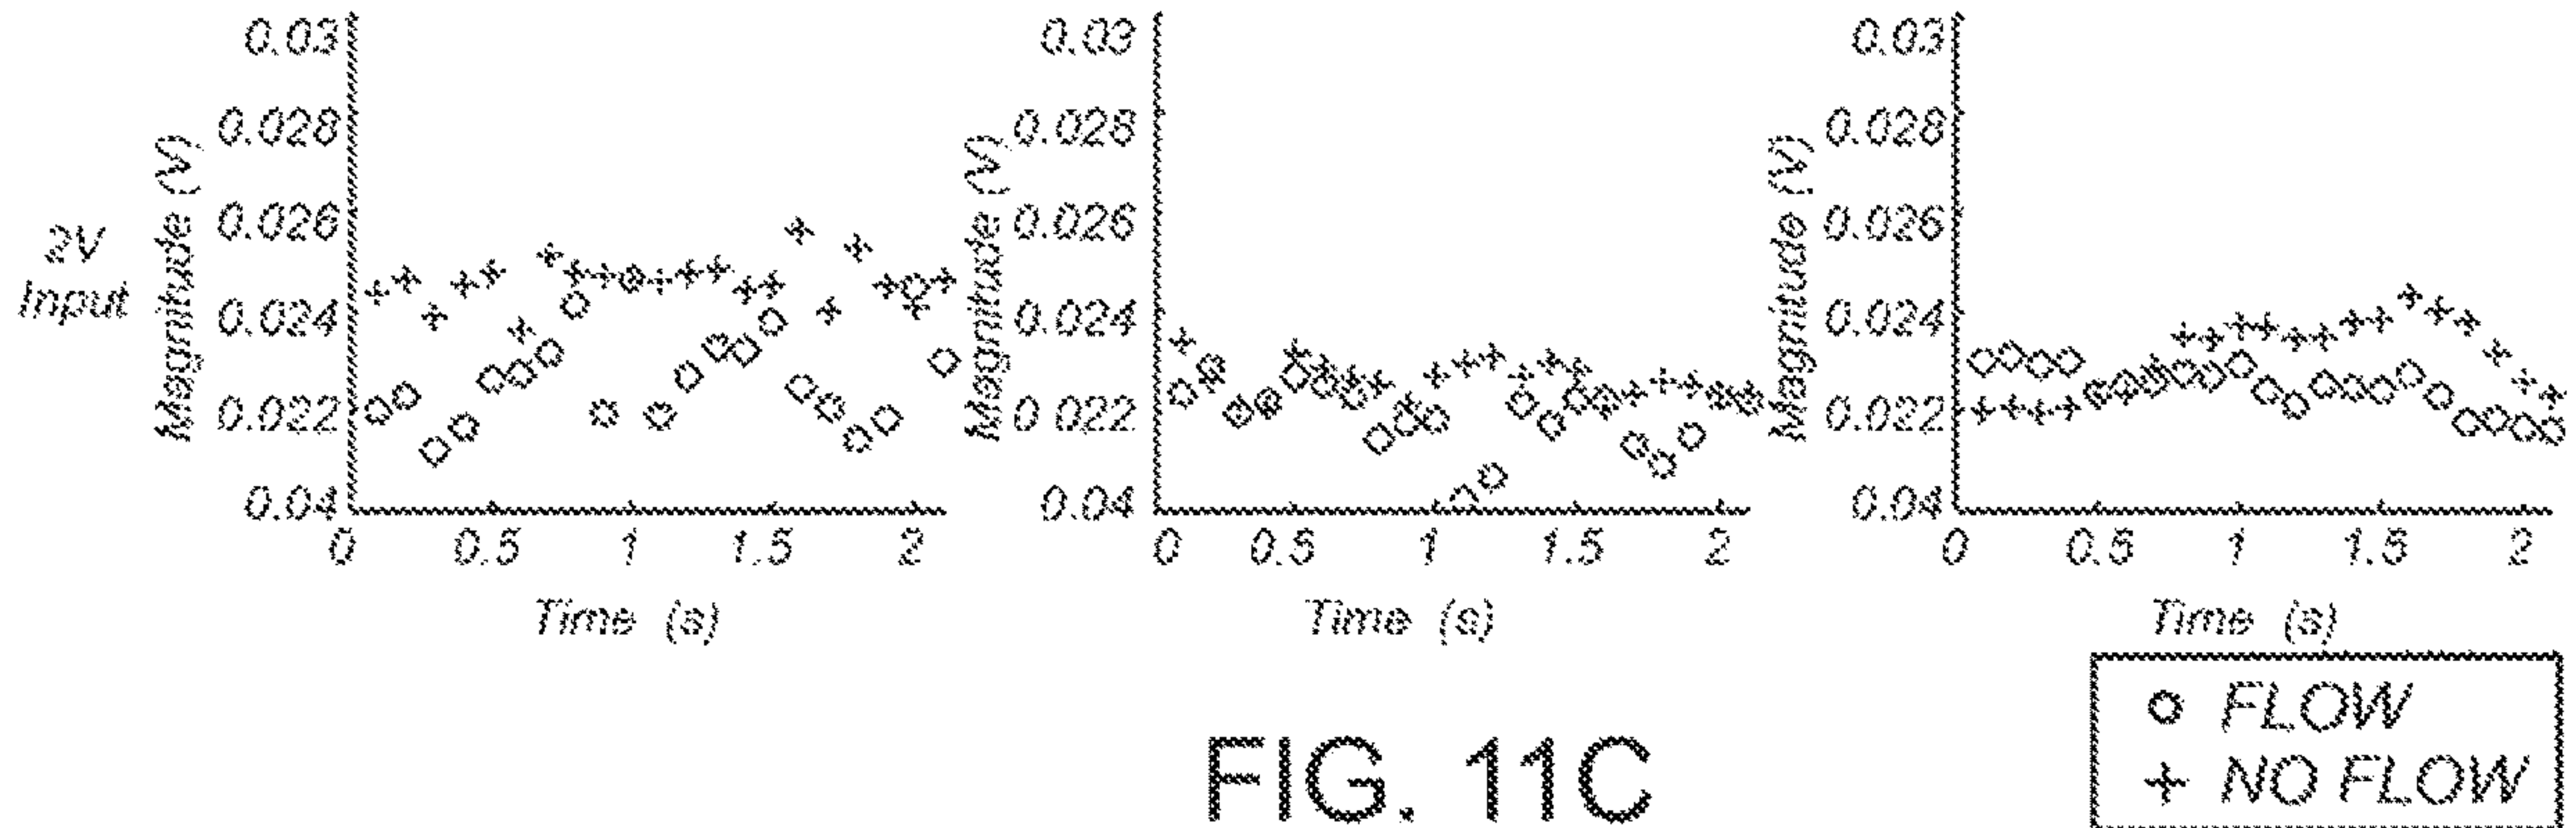 0.03 0.03 0.03
0.028 0.028 0.028
0.026 0.026 0.026
2V
Input
Magnitude (V) Magnitude (V) Magnitude (V)
0.024 0.024 0.024
0.022 0 022 0.022
0.04 0.04 0.04
0 0.5 1 1.5 2 0 0.5 1 1.5 2 0 0.5 1 1.5 2
Time (s) Time (s) Time (s)
FLOW
NO FLOW
FIG. 11C